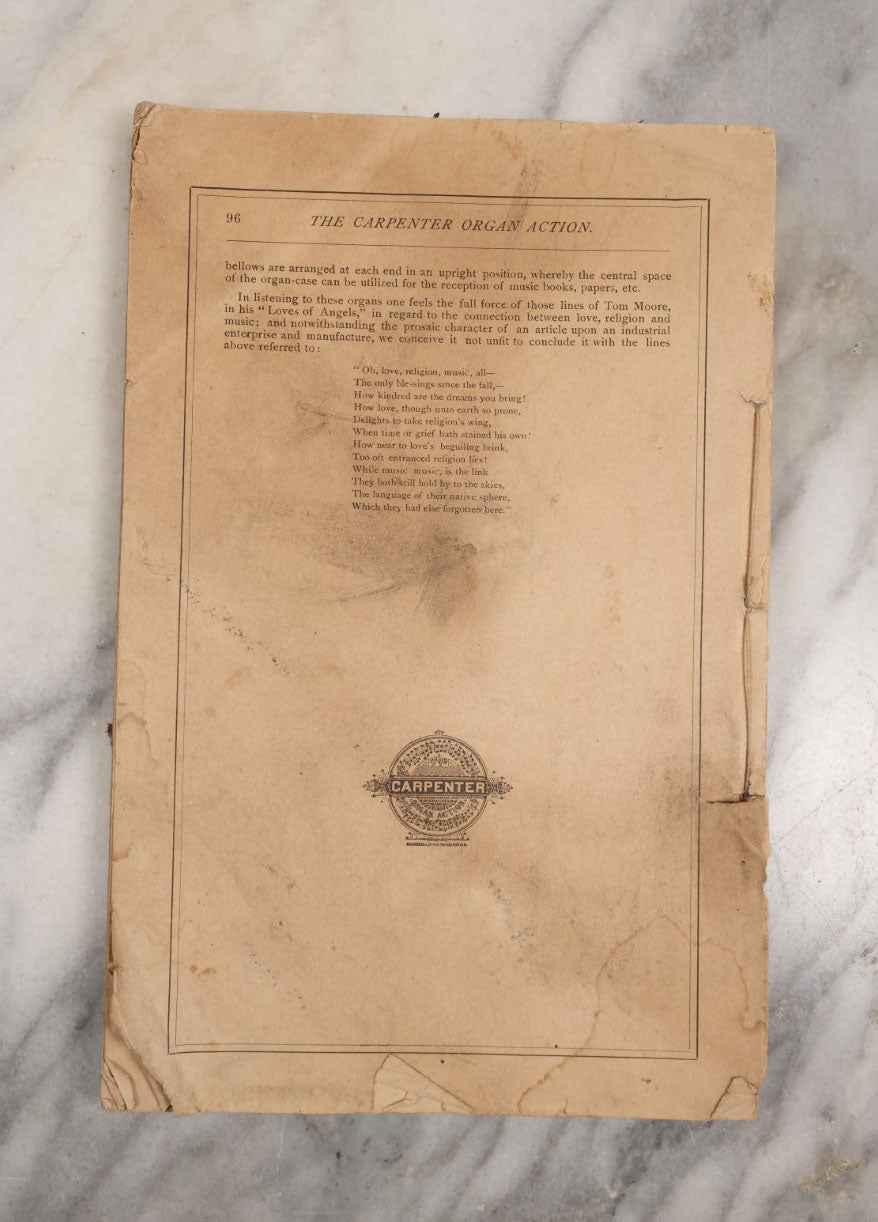 96
THE CARPENTER ORGAN ACTION.
bellows are arranged at each end in an upright position, whereby the central space
of the organ-case can be utilized for the reception of music books, papers, etc.
In listening to these organs one feels the full force of those lines of Tom Moore,
in his "Loves of Angels," in regard to the connection between love, religion and
music; and notwithstanding the prosaic character of an article upon an industrial
enterprise and manufacture, we conceive it not unfit to conclude it with the lines
above referred to:
"Oh, love, religion, music, all—
The only blessings since the fall,—
How kindred are the dreams you bring!
How love, though unto earth so prone,
Delights to take religion's wing,
When time or grief hath stained his own!
How near to love's beguiling brink,
Too oft entranced religion lies!
While music music, is the link
They both still hold by to the skies,
The language of their native sphere,
Which they had else forgotten here."
CARPENTER
ORGAN ACTION